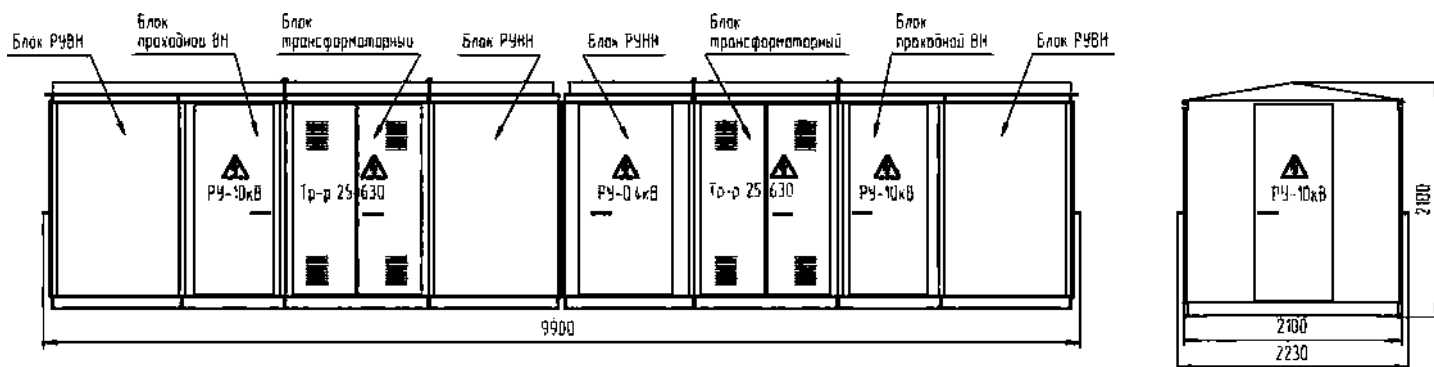 Блок РУВН
Блок
проходной ВН
Блок
трансформаторный
Блок РУНН
Блок РУНН
Блок
трансформаторный
Блок
проходной ВН
Блок РУВН
РУ-10кВ
Тр-р 25-630
РУ-0,4кВ
Тр-р 25-630
РУ-10кВ
РУ-10кВ
9900
2100
2230
2100